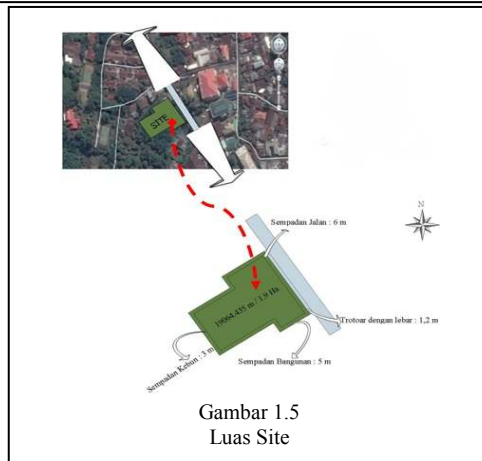 SITE
N
Sempadan Jalan : 6 m
19064.435 m / 1.9 Ha
Trotoar dengan lebar : 1,2 m
Sempadan Kebun : 3 m
Sempadan Bangunan : 5 m
Gambar 1.5
Luas Site